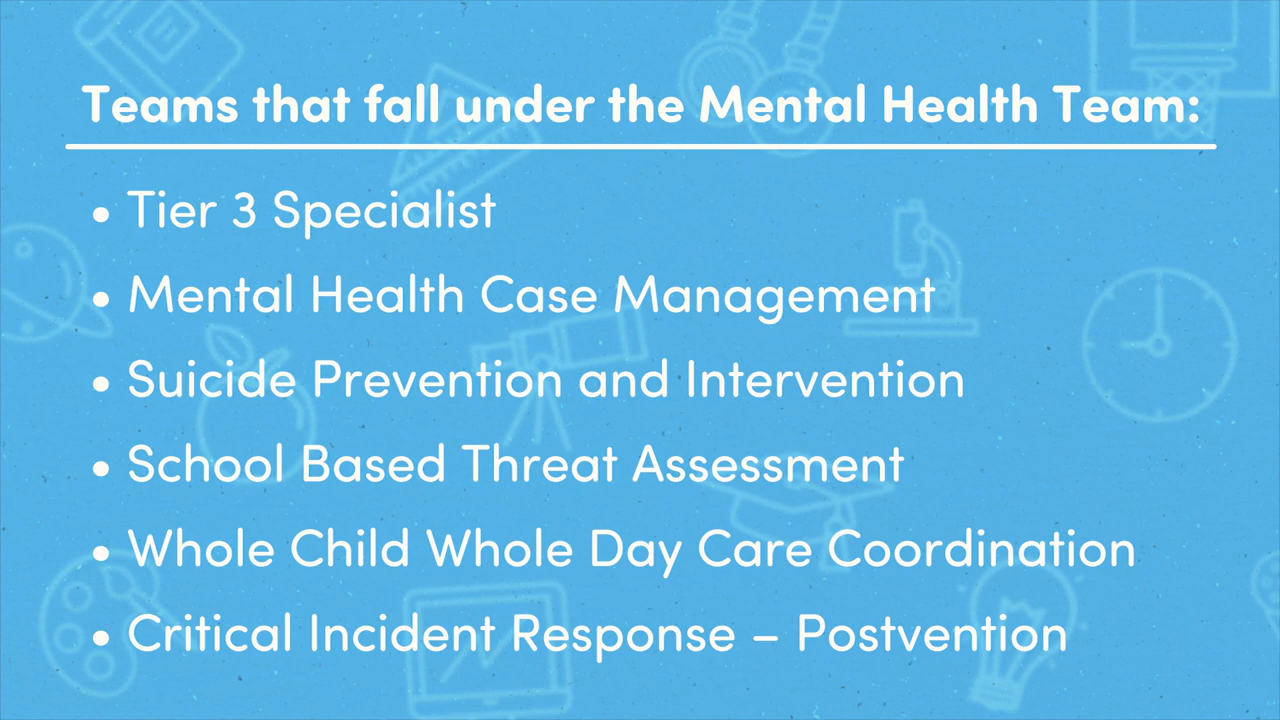 Teams that fall under the Mental Health Team:
• Tier 3 Specialist
• Mental Health Case Management
• Suicide Prevention and Intervention
• School Based Threat Assessment
• Whole Child Whole Day Care Coordination
• Critical Incident Response – Postvention